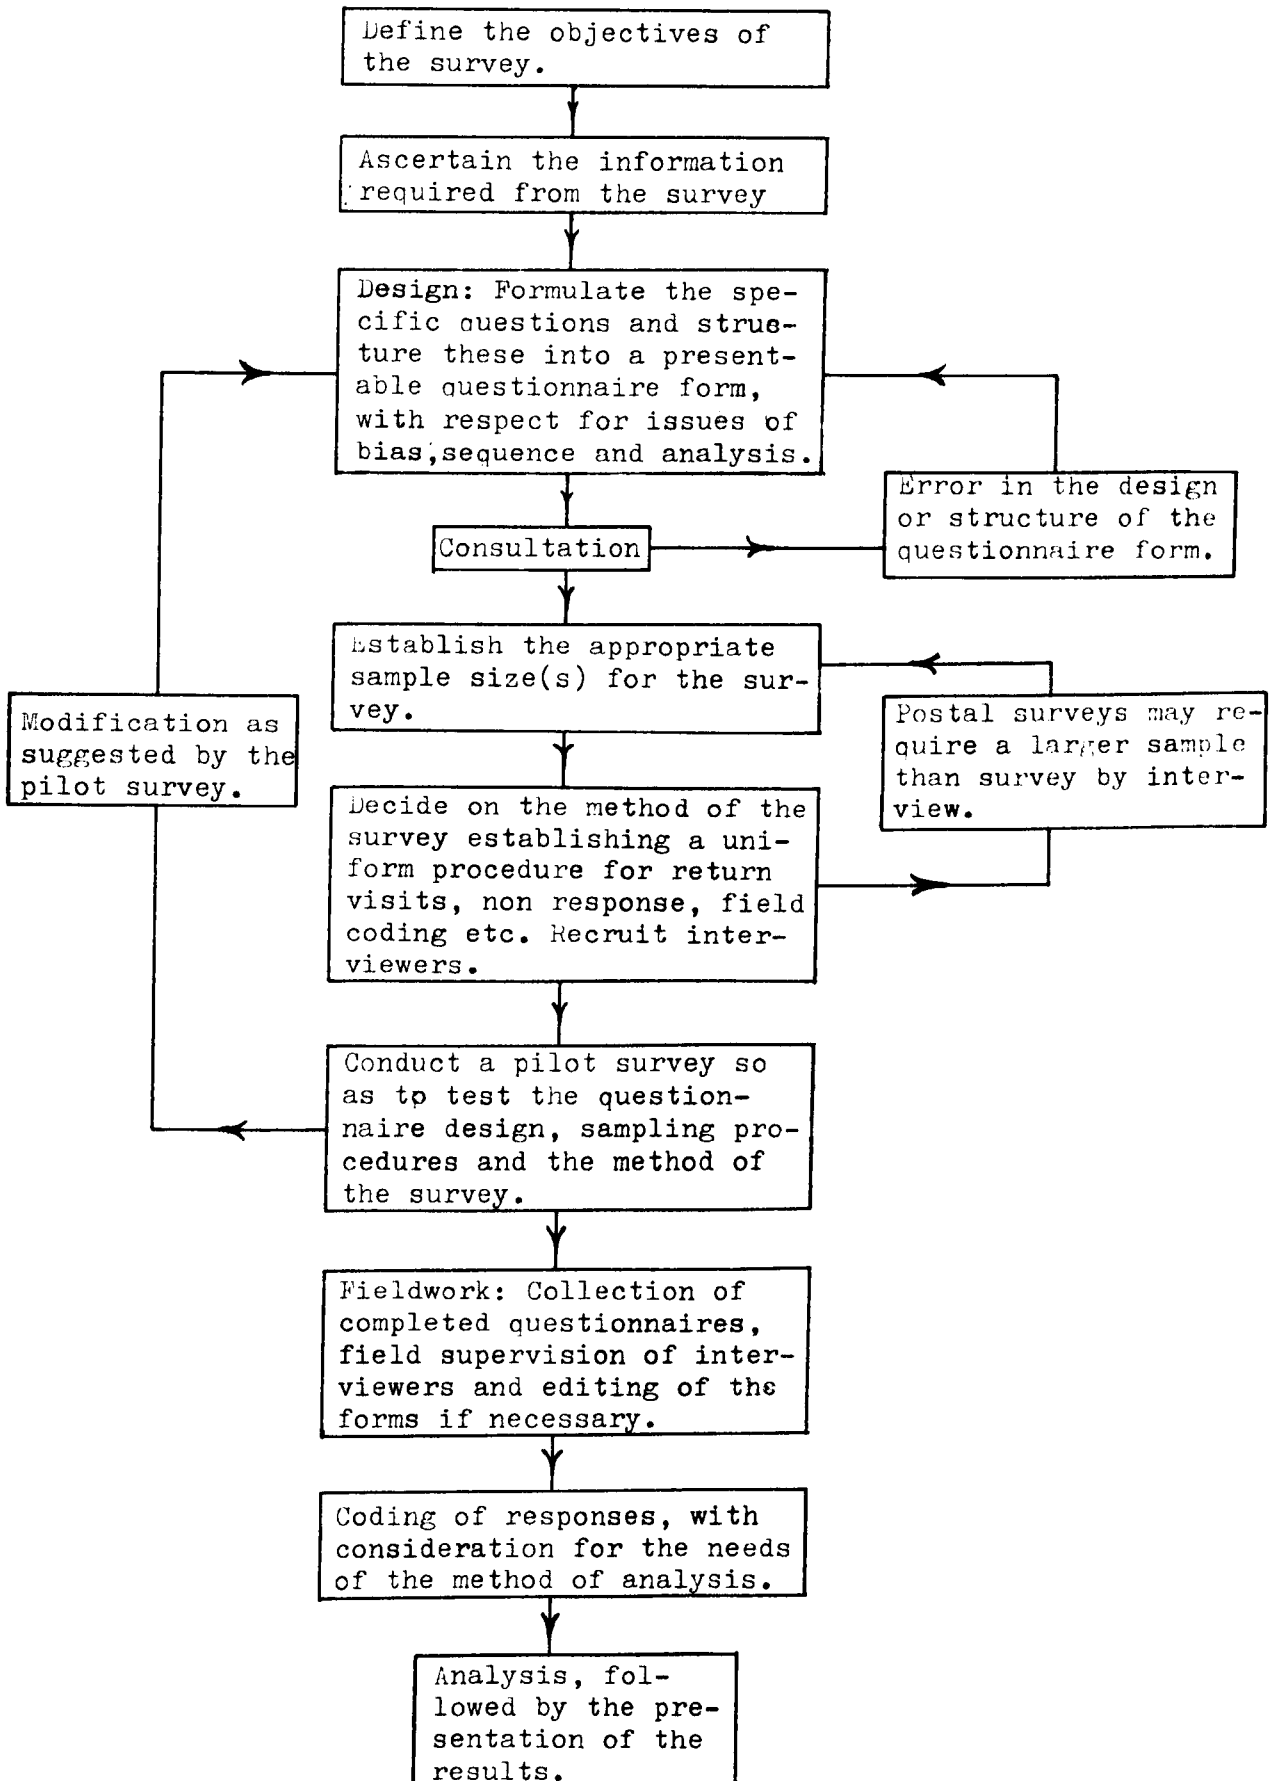 Define the objectives of
the survey.
Ascertain the information
required from the survey
Design: Formulate the spe-
cific questions and struc-
ture these into a present-
able questionnaire form,
with respect for issues of
bias,sequence and analysis.
Error in the design
or structure of the
questionnaire form.
Consultation
Establish the appropriate
sample size(s) for the sur-
vey.
Modification as
suggested by the
pilot survey.
Postal surveys may re-
quire a larger sample
than survey by inter-
view.
Decide on the method of the
survey establishing a uni-
form procedure for return
visits, non response, field
coding etc. Recruit inter-
viewers.
Conduct a pilot survey so
as to test the question-
naire design, sampling pro-
cedures and the method of
the survey.
Fieldwork: Collection of
completed questionnaires,
field supervision of inter-
viewers and editing of the
forms if necessary.
Coding of responses, with
consideration for the needs
of the method of analysis.
Analysis, fol-
lowed by the pre-
sentation of the
results.